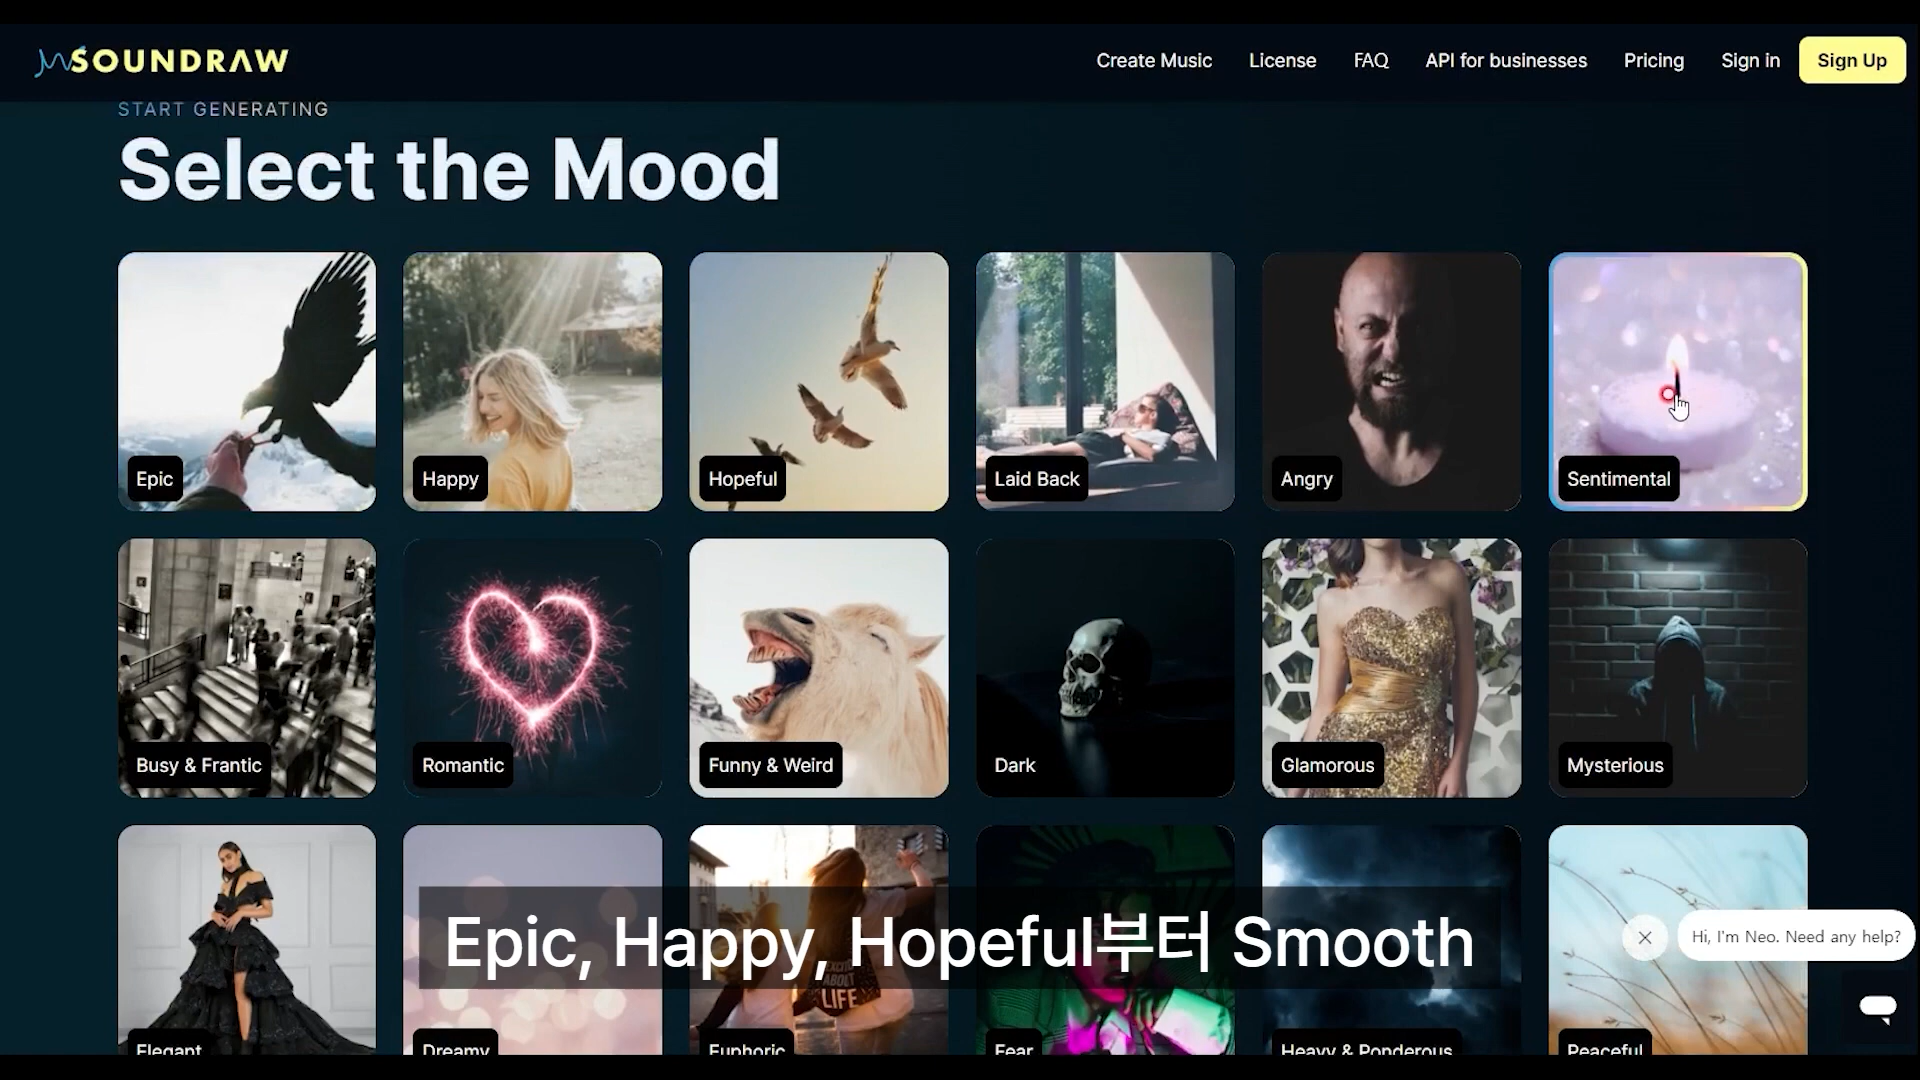 SOUNDRAW
Create Music
License
FAQ
API for businesses
Pricing
Sign in
Sign Up
START GENERATING
Select the Mood
Epic
Happy
Hopeful
Laid Back
Angry
Sentimental
Busy & Frantic
Romantic
Funny & Weird
Dark
Glamorous
Mysterious
ABOUT
LIFE
Epic, Happy, Hopeful부터 Smooth
Hi, I'm Neo. Need any help?
Elegant
Dreamy
Euphoric
Fear
Heavy & Ponderous
Peaceful